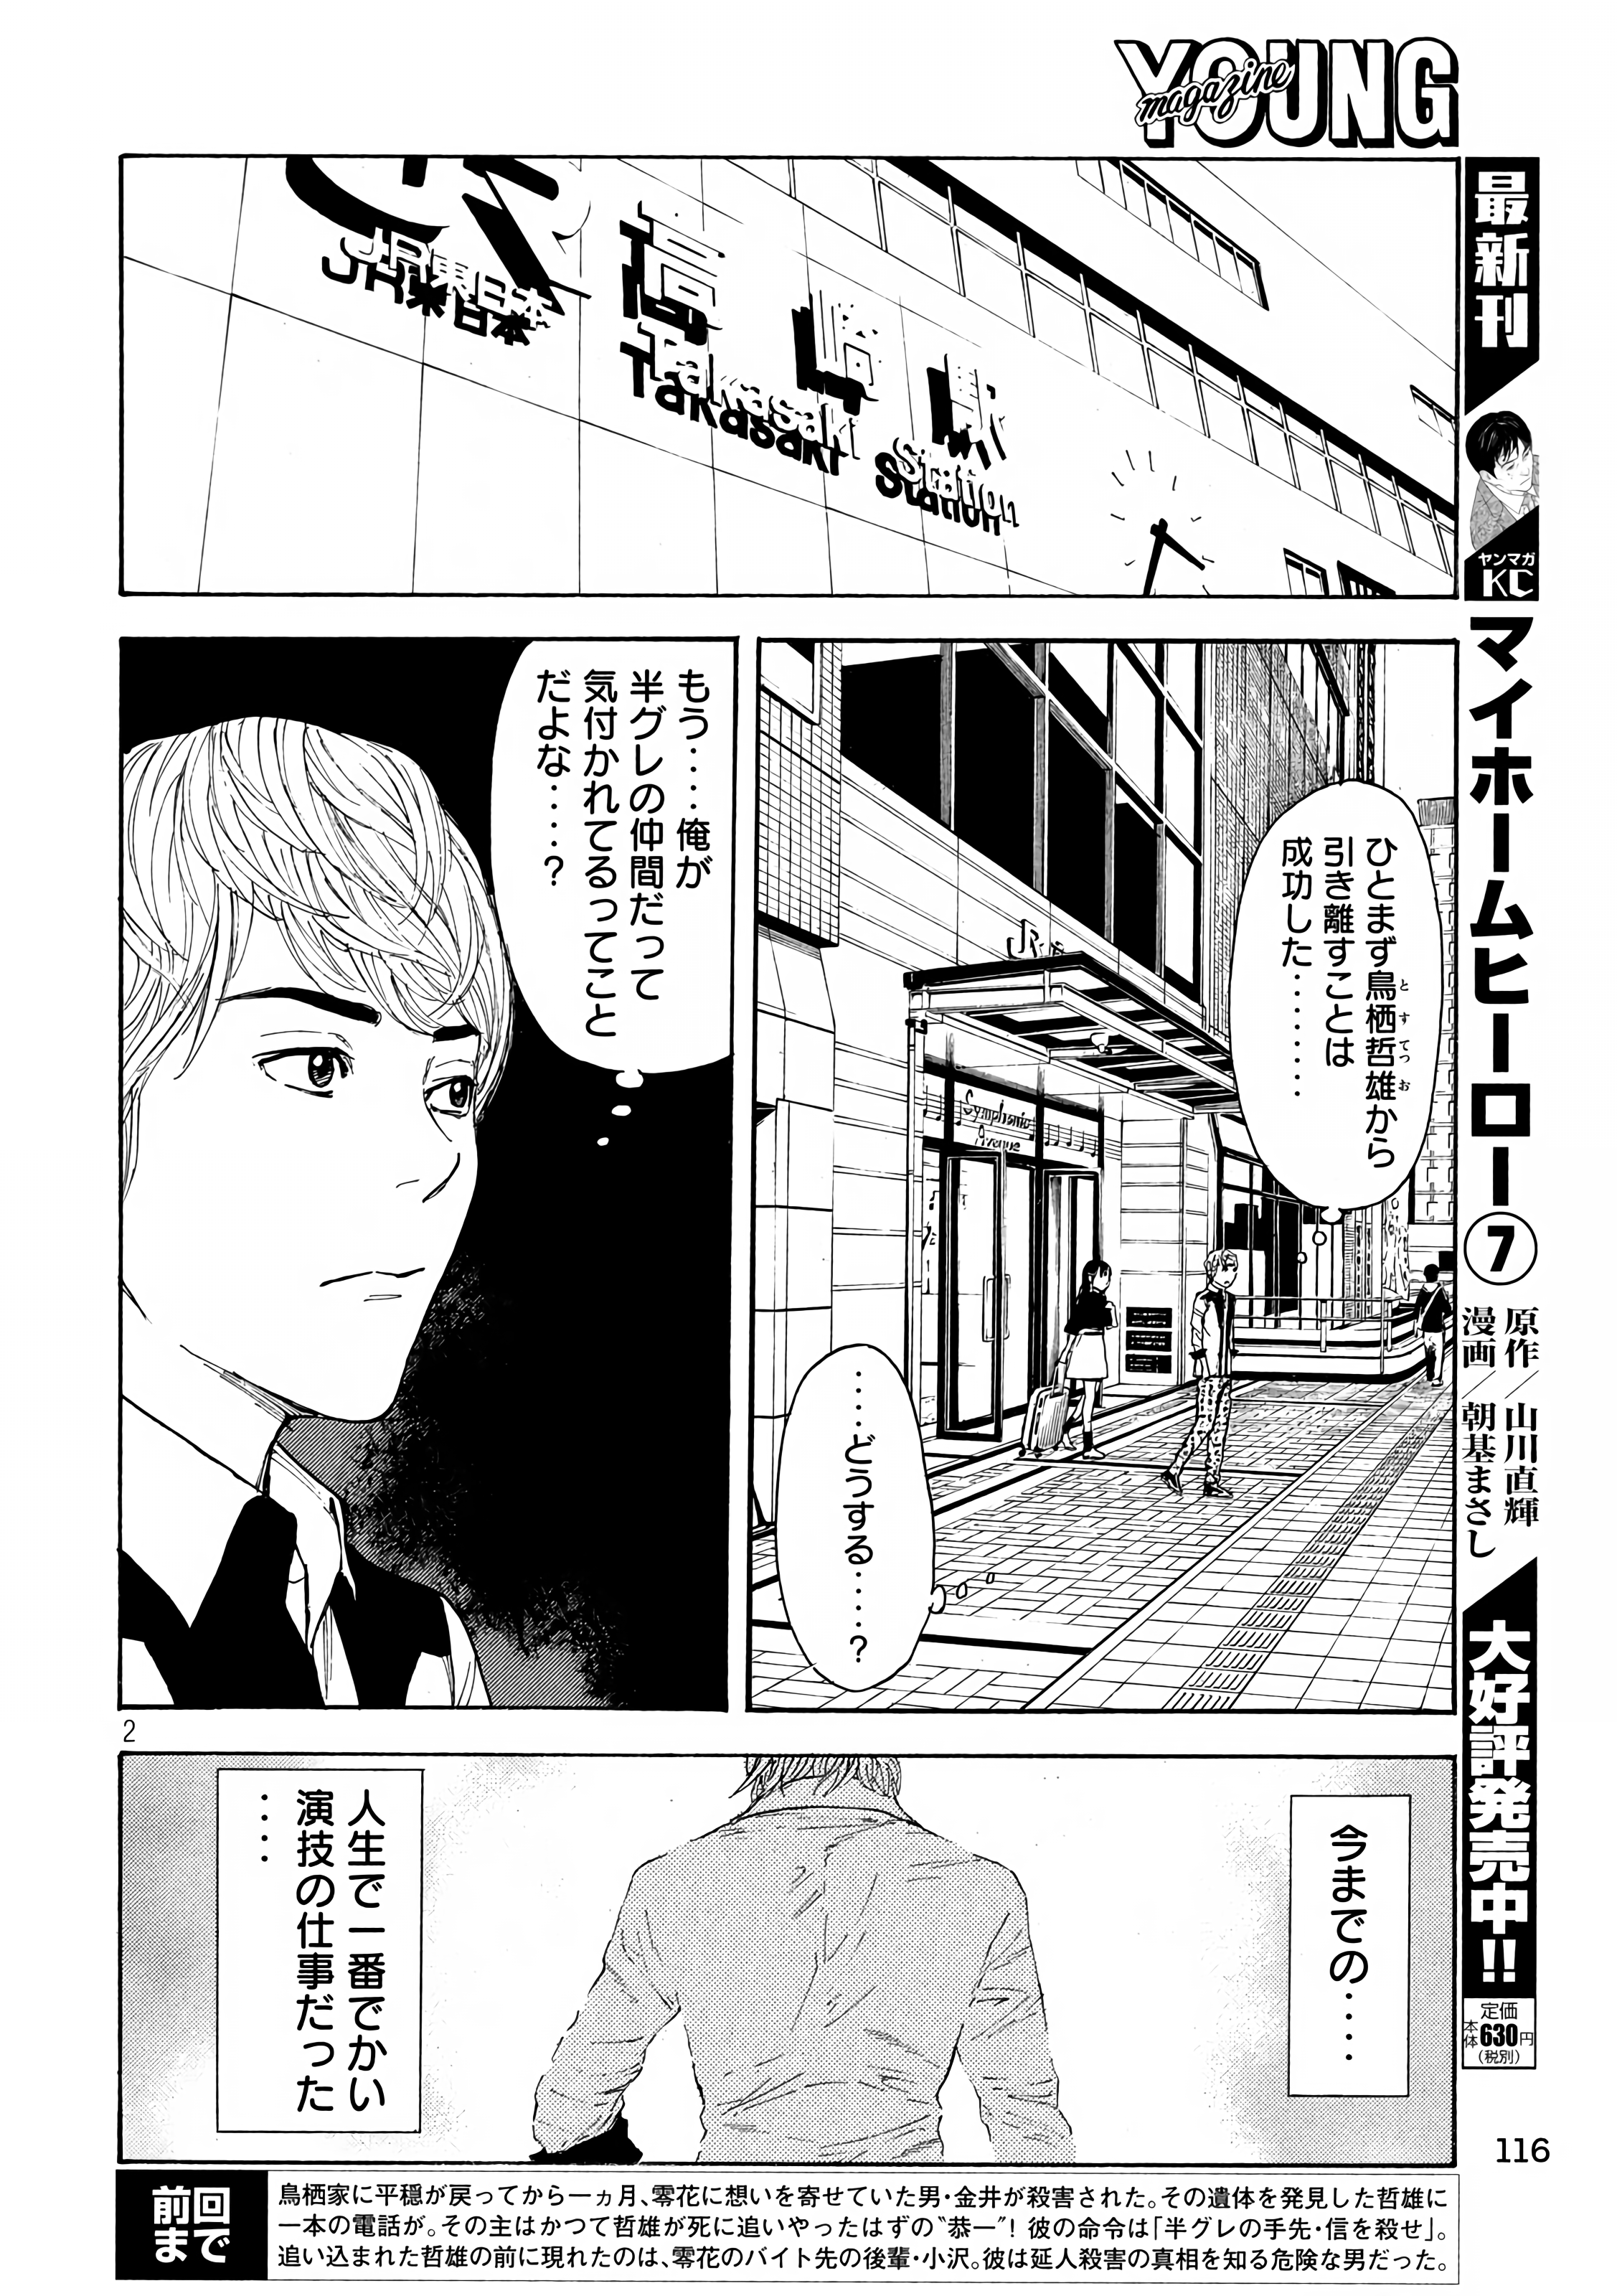 YOUNG
magazine
最新刊
ヤンマガ
KC
マイホームヒーロー⑦
原作／山川直輝
漫画／朝基まさし
大好評発売中!!
定価
本体630円
(税別)
JR東日本
高崎駅
Takasaki Station
ひとまず鳥栖哲雄から
とすてつお
引き離すことは
成功した………
JR
Symphonic
Avenue
……どうする……？
もう……俺が
半グレの仲間だって
気付かれてるってこと
だよな……？
2
今までの……
人生で一番でかい
演技の仕事だった
……
116
前回
まで
鳥栖家に平穏が戻ってから一ヵ月、零花に想いを寄せていた男・金井が殺害された。その遺体を発見した哲雄に
一本の電話が。その主はかつて哲雄が死に追いやったはずの〝恭一〟! 彼の命令は「半グレの手先・信を殺せ」。
追い込まれた哲雄の前に現れたのは、零花のバイト先の後輩・小沢。彼は延人殺害の真相を知る危険な男だった。